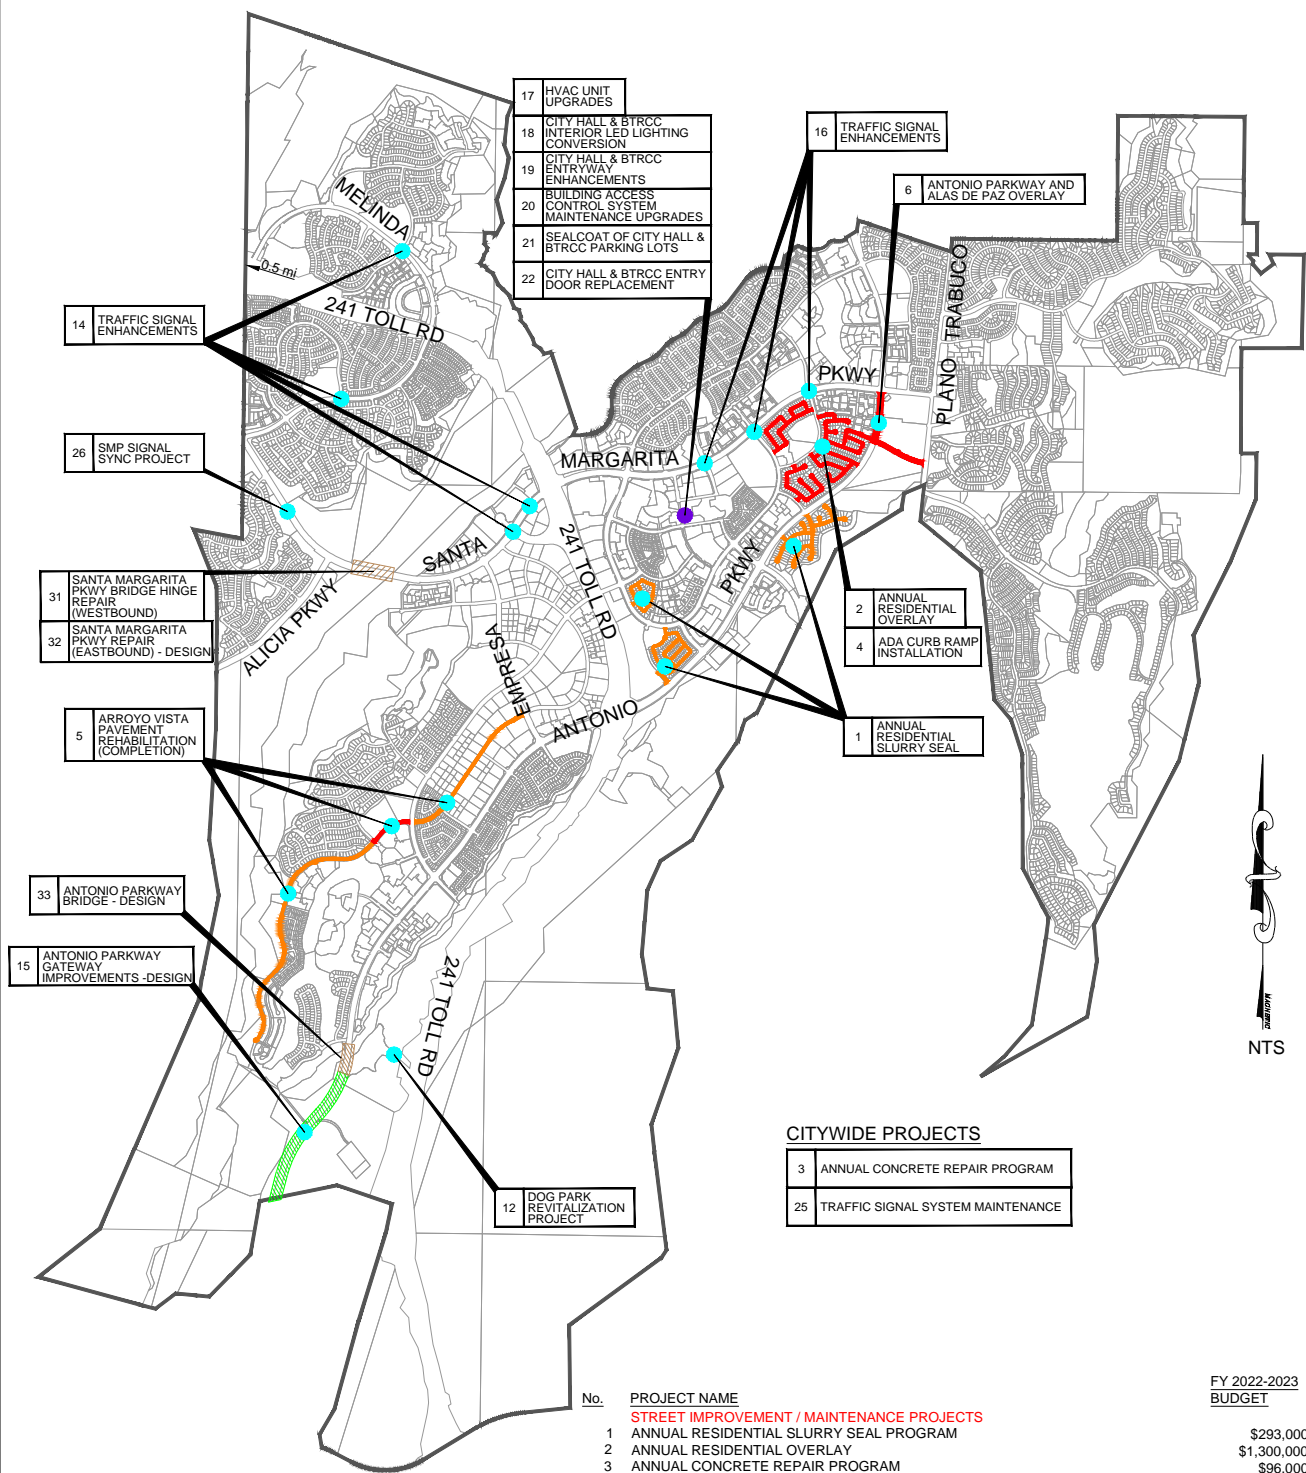 17 HVAC UNIT
UPGRADES
18 CITY HALL & BTRCC
INTERIOR LED LIGHTING
CONVERSION
19 CITY HALL & BTRCC
ENTRYWAY
ENHANCEMENTS
20 BUILDING ACCESS
CONTROL SYSTEM
MAINTENANCE UPGRADES
21 SEALCOAT OF CITY HALL &
BTRCC PARKING LOTS
22 CITY HALL & BTRCC ENTRY
DOOR REPLACEMENT
16 TRAFFIC SIGNAL
ENHANCEMENTS
6 ANTONIO PARKWAY AND
ALAS DE PAZ OVERLAY
MELINDA
0.5 mi
241 TOLL RD
14 TRAFFIC SIGNAL
ENHANCEMENTS
PLANO TRABUCO
PKWY
MARGARITA
26 SMP SIGNAL
SYNC PROJECT
SANTA
241 TOLL RD
PKWY
31 SANTA MARGARITA
PKWY BRIDGE HINGE
REPAIR
(WESTBOUND)
32 SANTA MARGARITA
PKWY REPAIR
(EASTBOUND) - DESIGN
ALICIA PKWY
2 ANNUAL
RESIDENTIAL
OVERLAY
4 ADA CURB RAMP
INSTALLATION
EMPRESA
ANTONIO
1 ANNUAL
RESIDENTIAL
SLURRY SEAL
5 ARROYO VISTA
PAVEMENT
REHABILITATION
(COMPLETION)
33 ANTONIO PARKWAY
BRIDGE - DESIGN
15 ANTONIO PARKWAY
GATEWAY
IMPROVEMENTS -DESIGN
241 TOLL RD
NTS
12 DOG PARK
REVITALIZATION
PROJECT
CITYWIDE PROJECTS
3 ANNUAL CONCRETE REPAIR PROGRAM
25 TRAFFIC SIGNAL SYSTEM MAINTENANCE
FY 2022-2023
No. PROJECT NAME BUDGET
STREET IMPROVEMENT / MAINTENANCE PROJECTS
1 ANNUAL RESIDENTIAL SLURRY SEAL PROGRAM $293,000
2 ANNUAL RESIDENTIAL OVERLAY $1,300,000
3 ANNUAL CONCRETE REPAIR PROGRAM $96,000